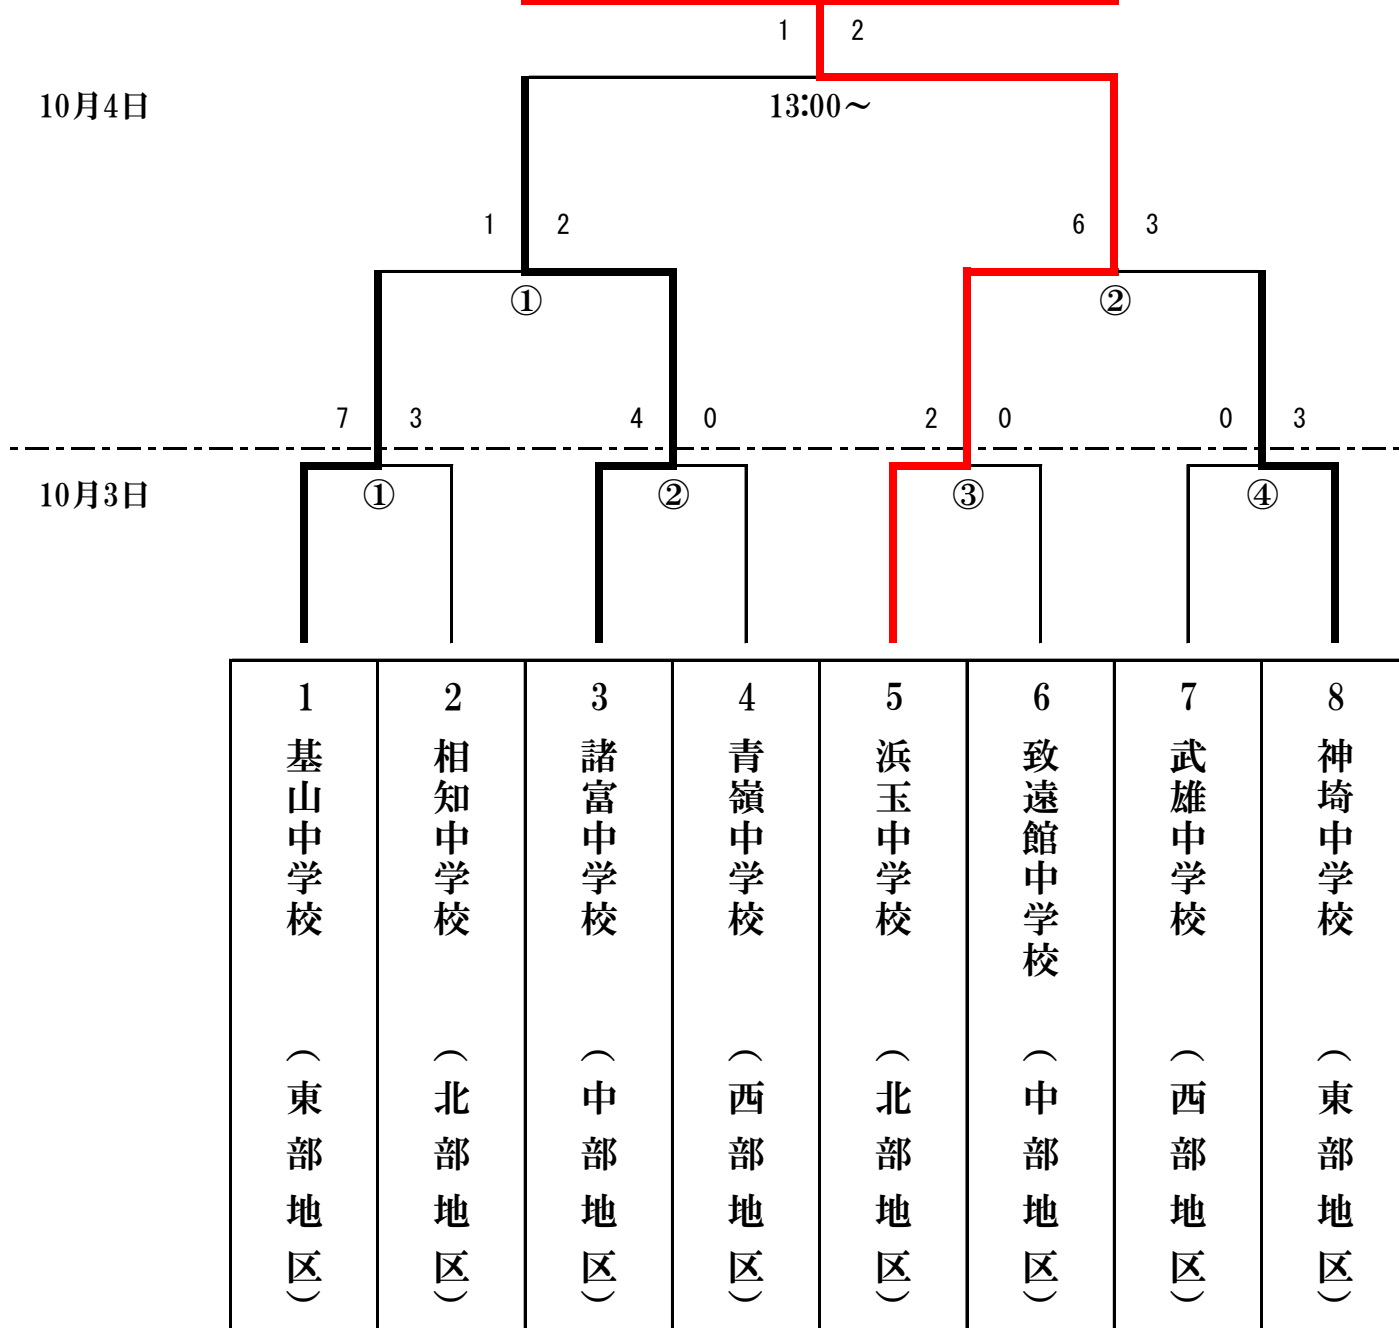 1 2
10月4日
13:00～
1 2
6 3
① ②
7 3
4 0
2 0
0 3
10月3日
① ② ③ ④
1 基山中学校 （東部地区）
2 相知中学校 （北部地区）
3 諸富中学校 （中部地区）
4 青嶺中学校 （西部地区）
5 浜玉中学校 （北部地区）
6 致遠館中学校 （中部地区）
7 武雄中学校 （西部地区）
8 神埼中学校 （東部地区）